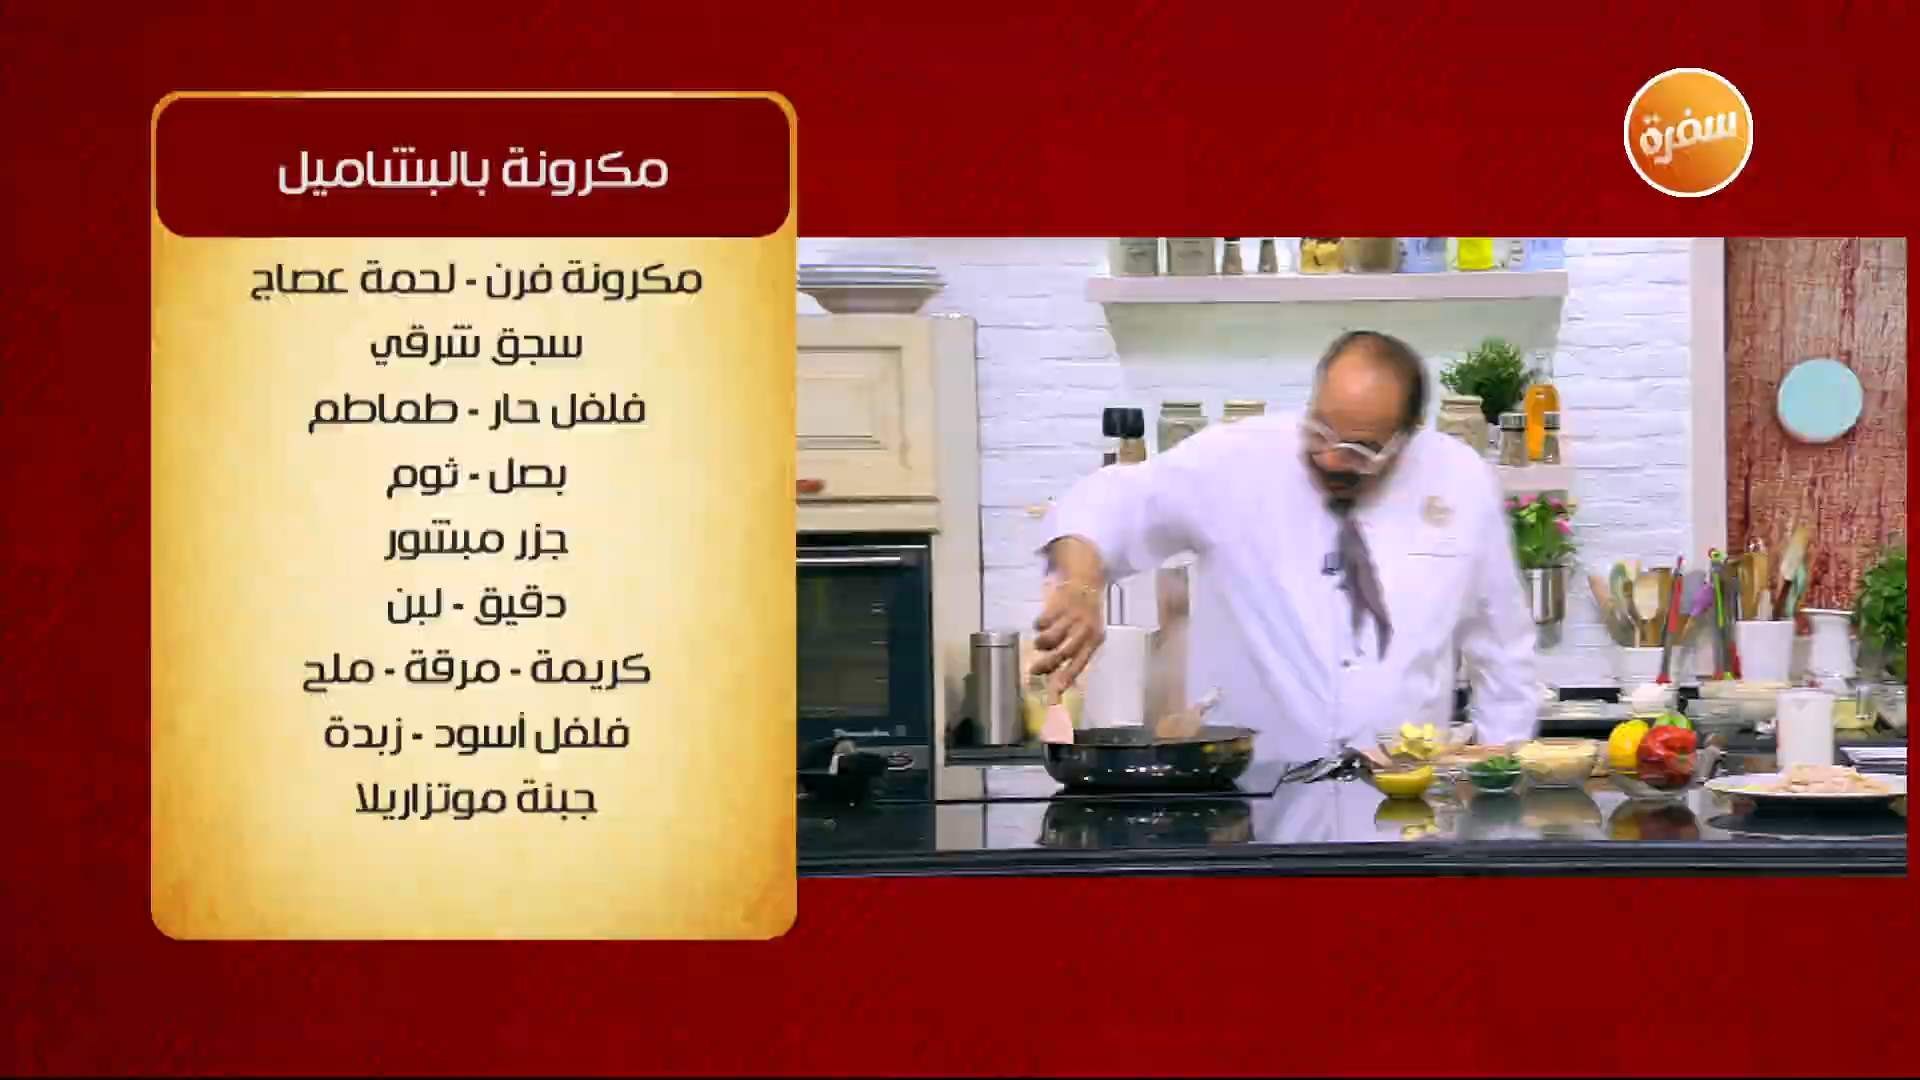 مكرونة بالبشاميل
مكرونة فرن - لحمة عصاج
سجق شرقي
فلفل حار - طماطم
بصل - ثوم
جزر مبشور
دقيق - لبن
كريمة - مرقة - ملح
فلفل أسود - زبدة
جبنة موتزاريلا
سفرة